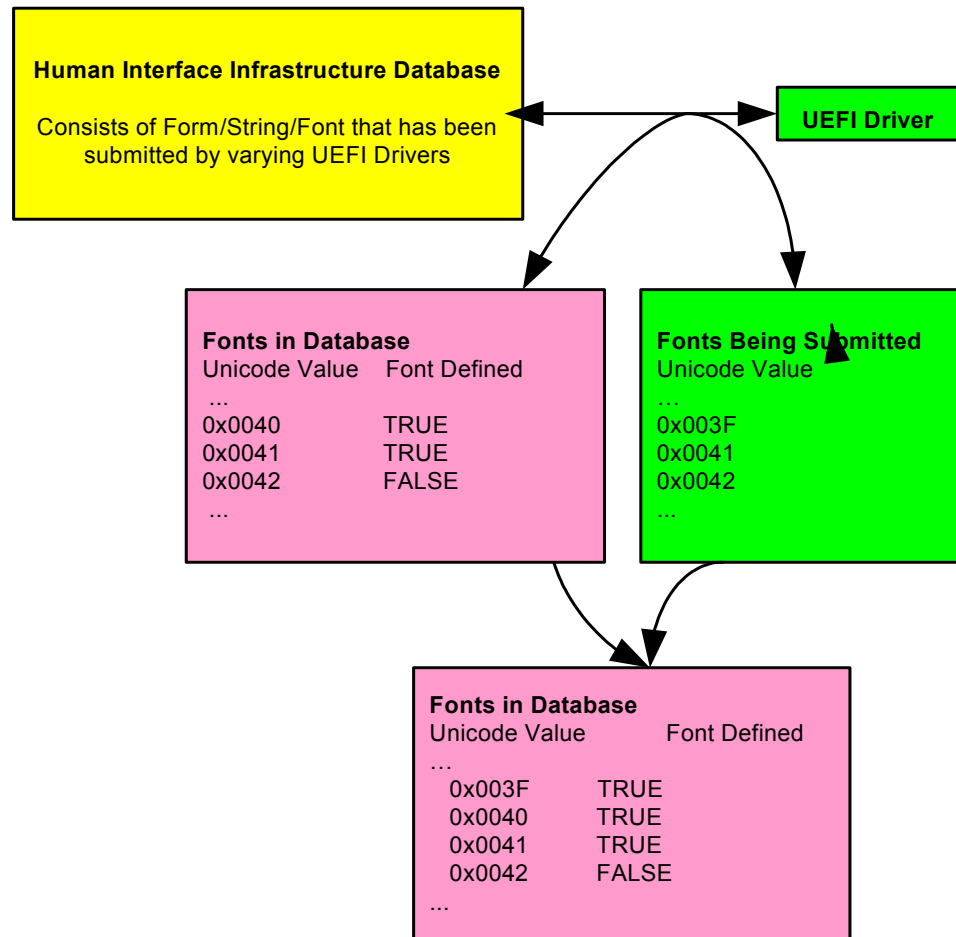 Human Interface Infrastructure Database
Consists of Form/String/Font that has been
submitted by varying UEFI Drivers
UEFI Driver
Fonts in Database
Unicode Value Font Defined
...
0x0040 TRUE
0x0041 TRUE
0x0042 FALSE
...
Fonts Being Submitted
Unicode Value
...
0x003F
0x0041
0x0042
...
Fonts in Database
Unicode Value Font Defined
...
0x003F TRUE
0x0040 TRUE
0x0041 TRUE
0x0042 FALSE
...